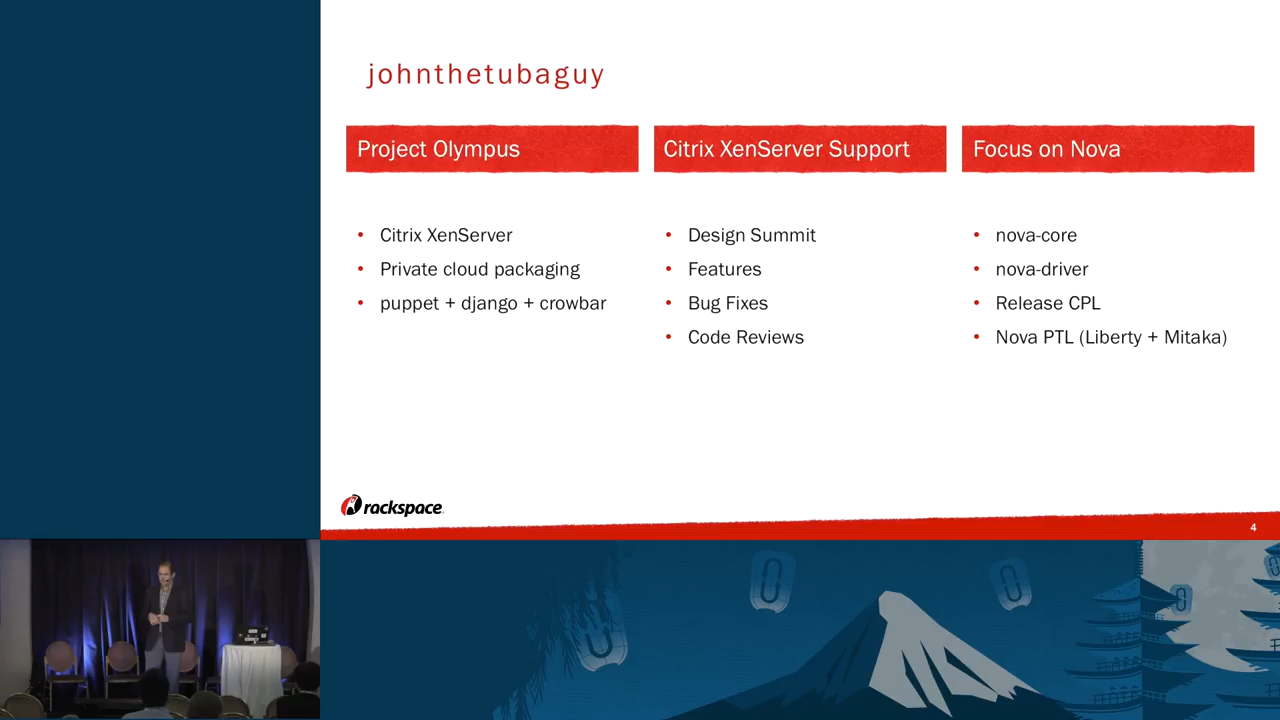 johnthetubaguy
Project Olympus
Citrix XenServer
Private cloud packaging
puppet + django + crowbar
Citrix XenServer Support
Design Summit
Features
Bug Fixes
Code Reviews
Focus on Nova
nova-core
nova-driver
Release CPL
Nova PTL (Liberty + Mitaka)
rackspace
4